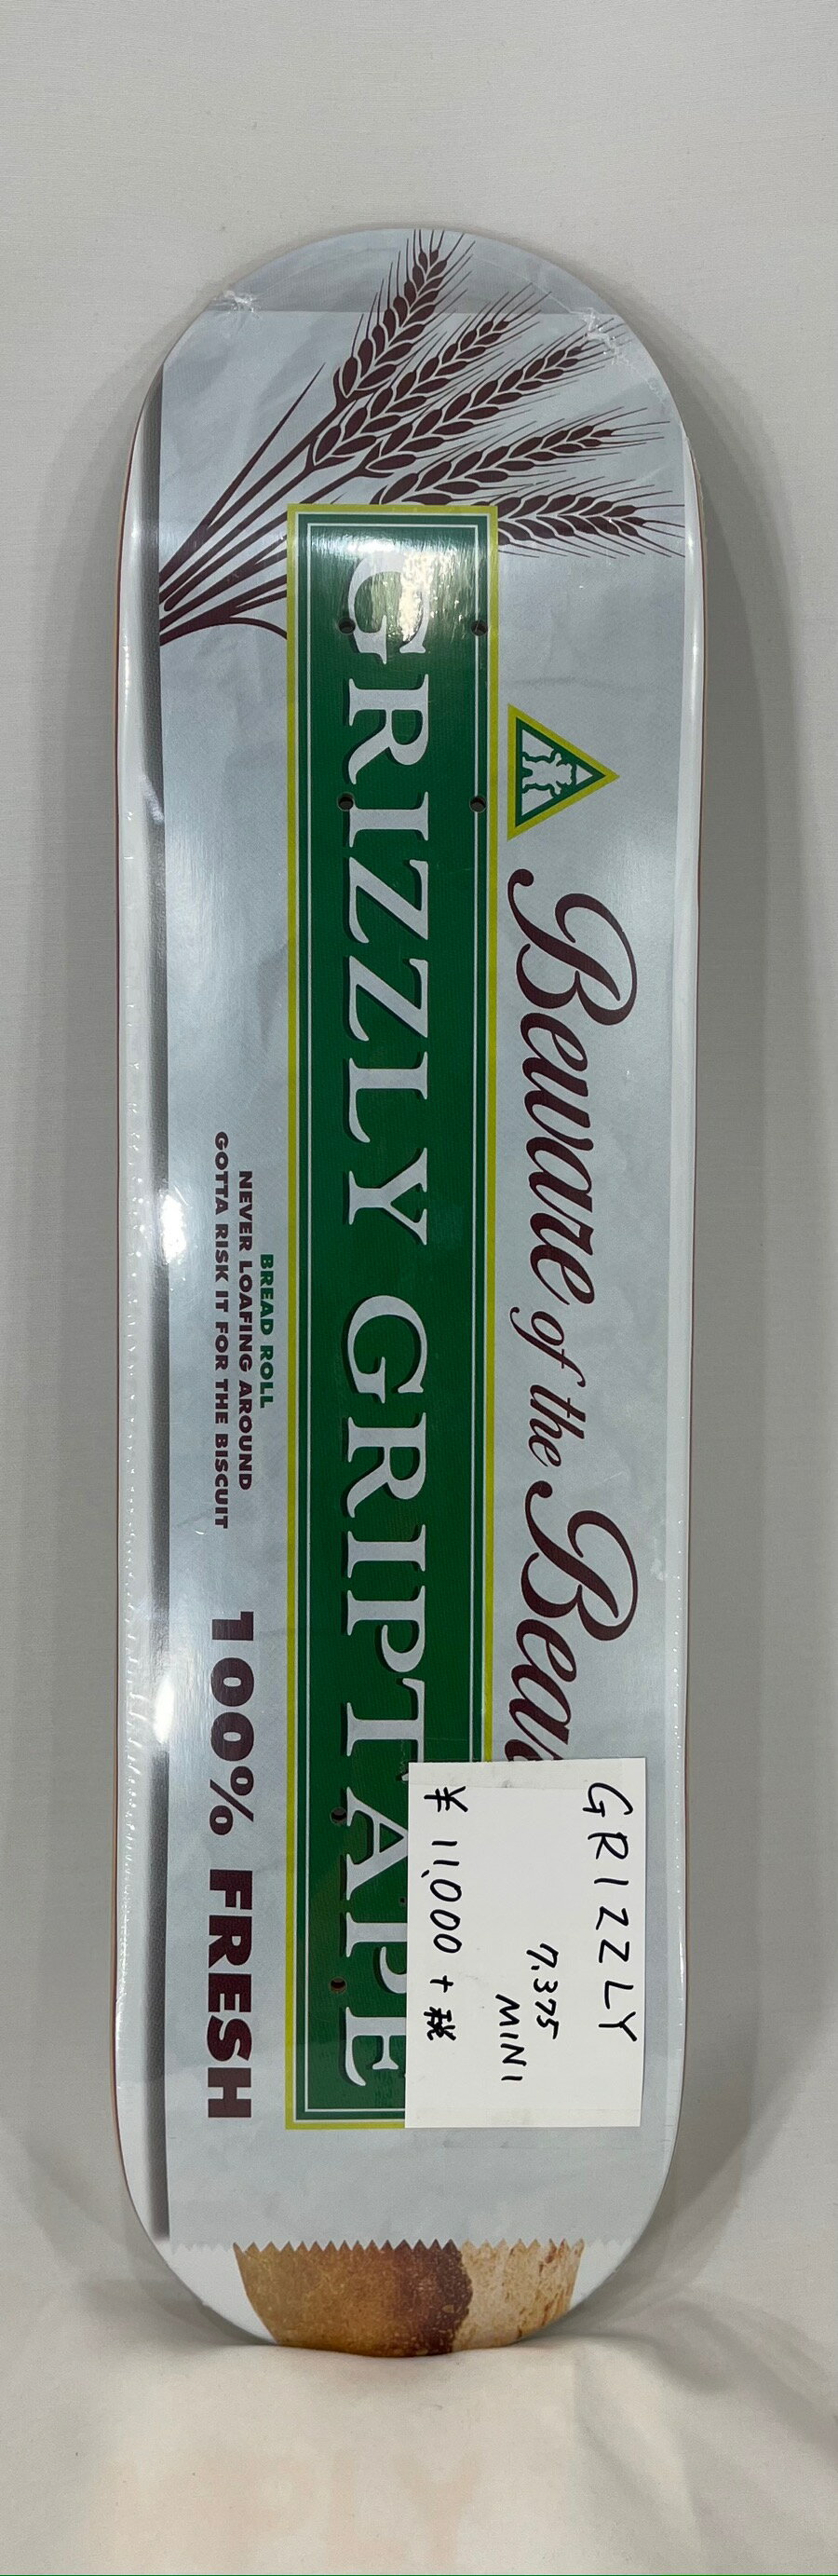 Beware of the Bear
GRIZZLY GRIPTAPE
BREAD ROLL
NEVER LOAFING AROUND
GOTTA RISK IT FOR THE BISCUIT
100% FRESH
GRIZZLY
7.375
MINI
¥11,000+税